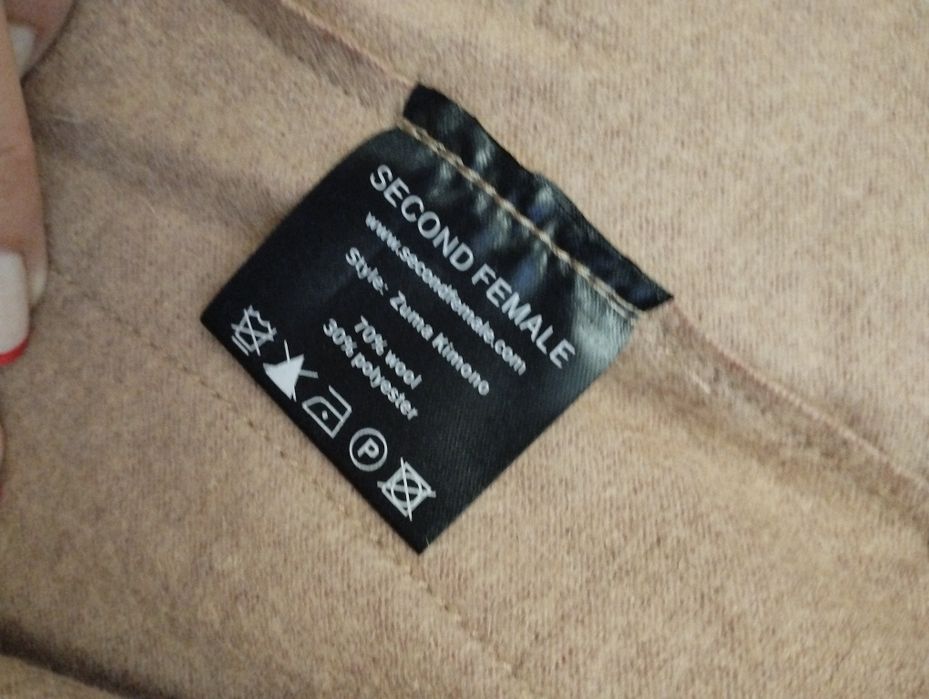 SECOND FEMALE
www.secondfemale.com
Style: Zuma Kimono
70% wool
30% polyester
P